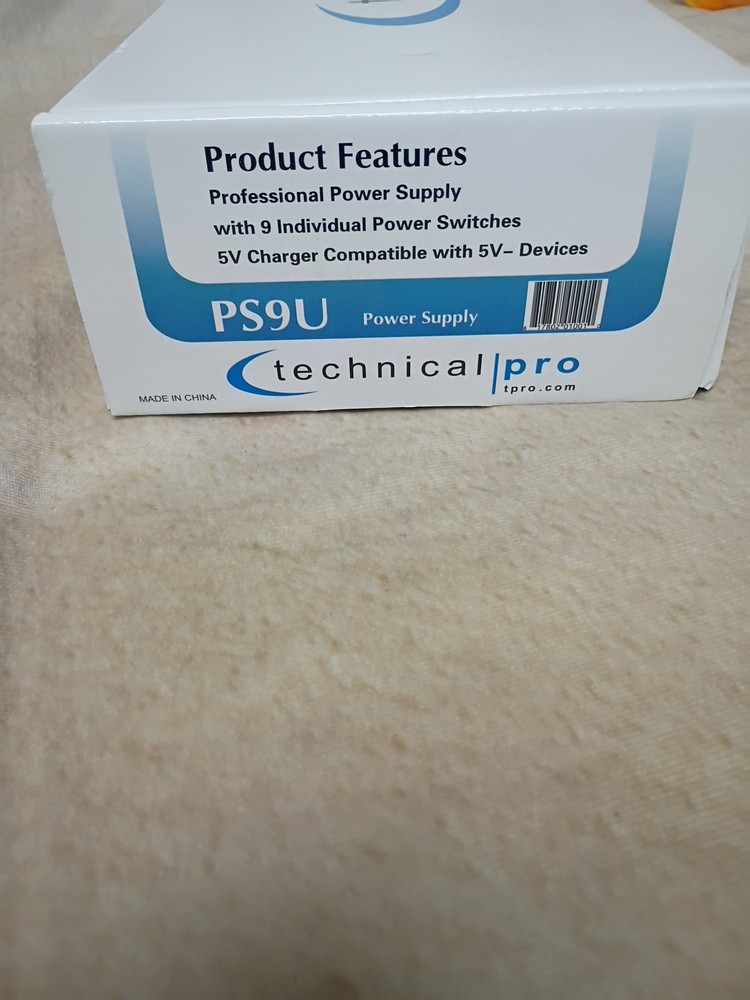 Product Features
Professional Power Supply
with 9 Individual Power Switches
5V Charger Compatible with 5V– Devices
PS9U Power Supply
technical|pro
tpro.com
MADE IN CHINA